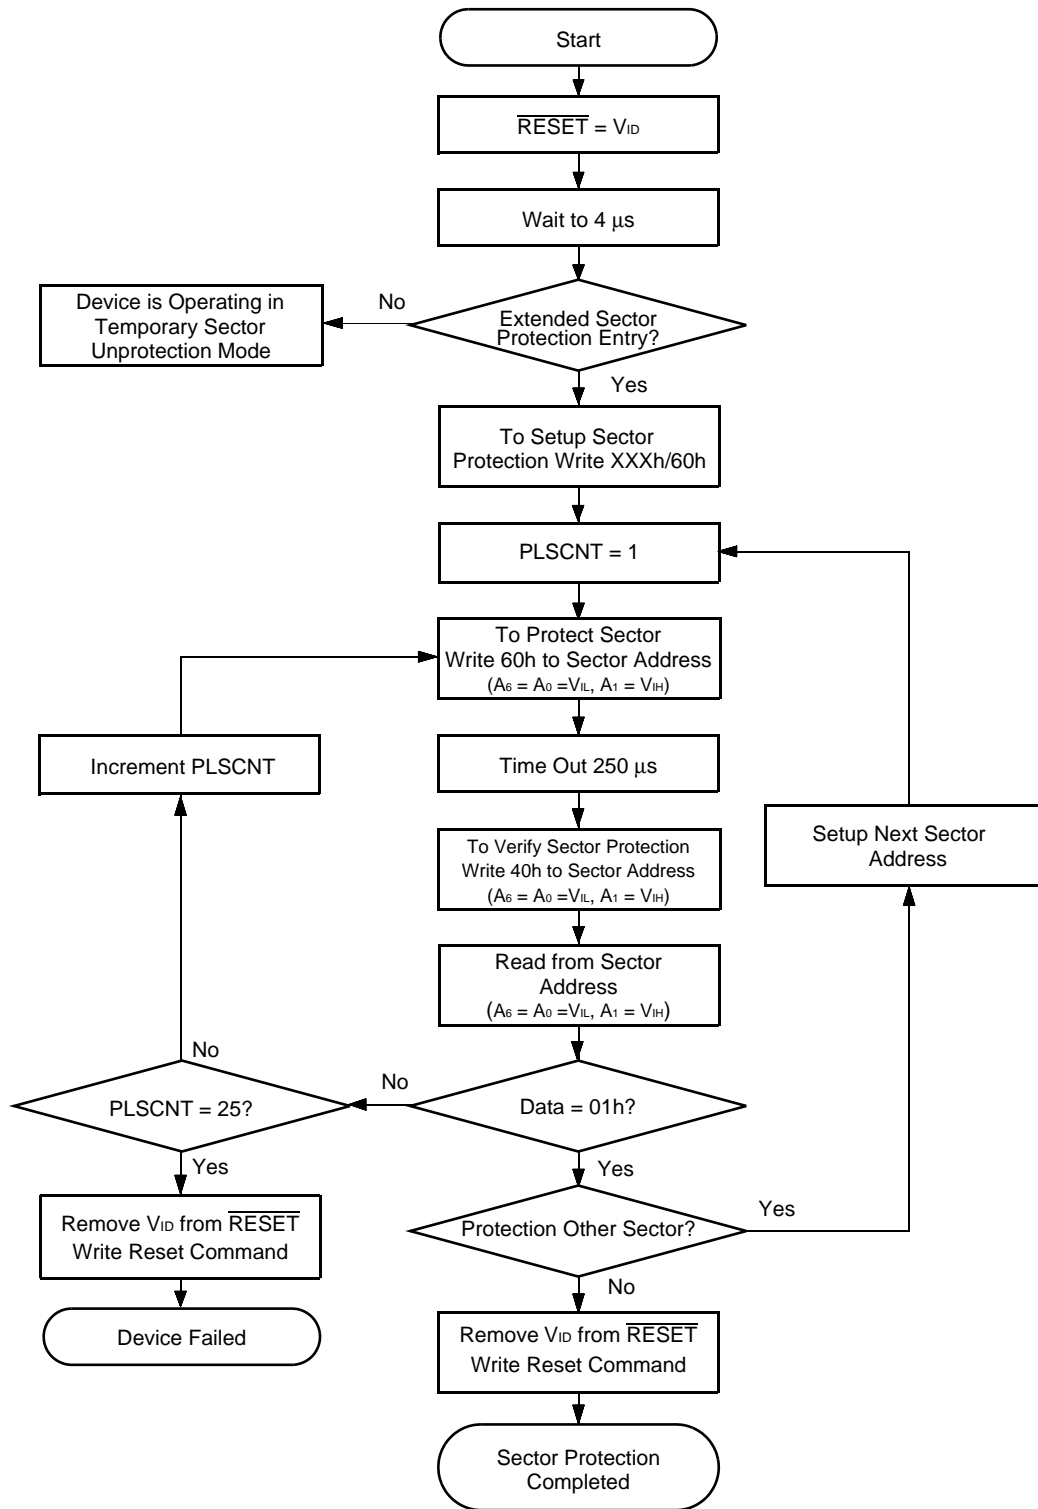 Start
RESET = VID
Wait to 4 μs
No
Device is Operating in
Temporary Sector
Unprotection Mode
Extended Sector
Protection Entry?
Yes
To Setup Sector
Protection Write XXXh/60h
PLSCNT = 1
To Protect Sector
Write 60h to Sector Address
(A6 = A0 =VIL, A1 = VIH)
Increment PLSCNT
Time Out 250 μs
Setup Next Sector
Address
To Verify Sector Protection
Write 40h to Sector Address
(A6 = A0 =VIL, A1 = VIH)
Read from Sector
Address
(A6 = A0 =VIL, A1 = VIH)
No
No
PLSCNT = 25?
Data = 01h?
Yes
Yes
Remove VID from RESET
Write Reset Command
Protection Other Sector?
Yes
No
Device Failed
Remove VID from RESET
Write Reset Command
Sector Protection
Completed